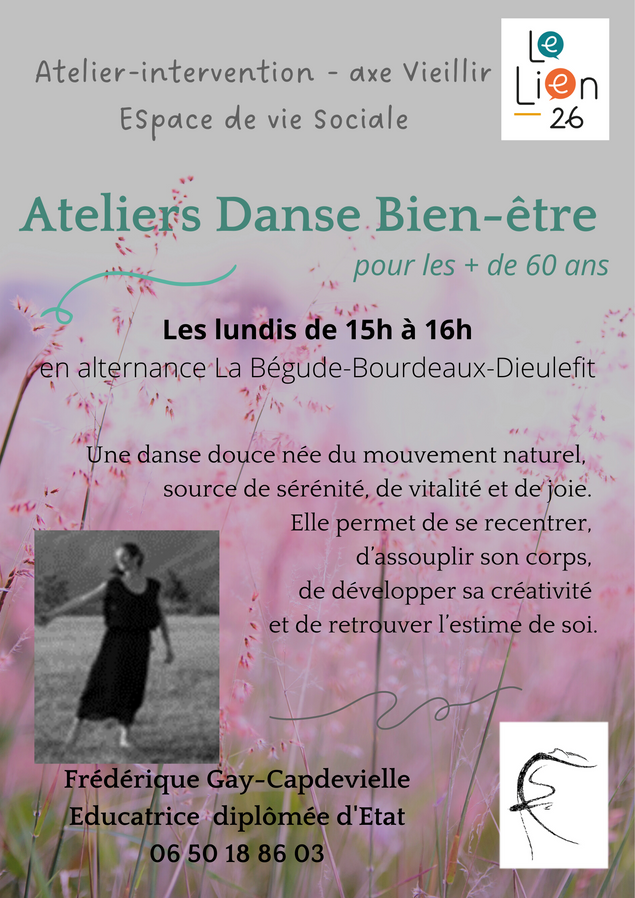 Atelier-intervention - axe Vieillir
ESpace de vie Sociale
Le
Lien
26
Ateliers Danse Bien-être
pour les + de 60 ans
Les lundis de 15h à 16h
en alternance La Bégude-Bourdeaux-Dieulefit
Une danse douce née du mouvement naturel,
source de sérénité, de vitalité et de joie.
Elle permet de se recentrer,
d'assouplir son corps,
de développer sa créativité
et de retrouver l'estime de soi.
Frédérique Gay-Capdevielle
Educatrice diplômée d'Etat
06 50 18 86 03